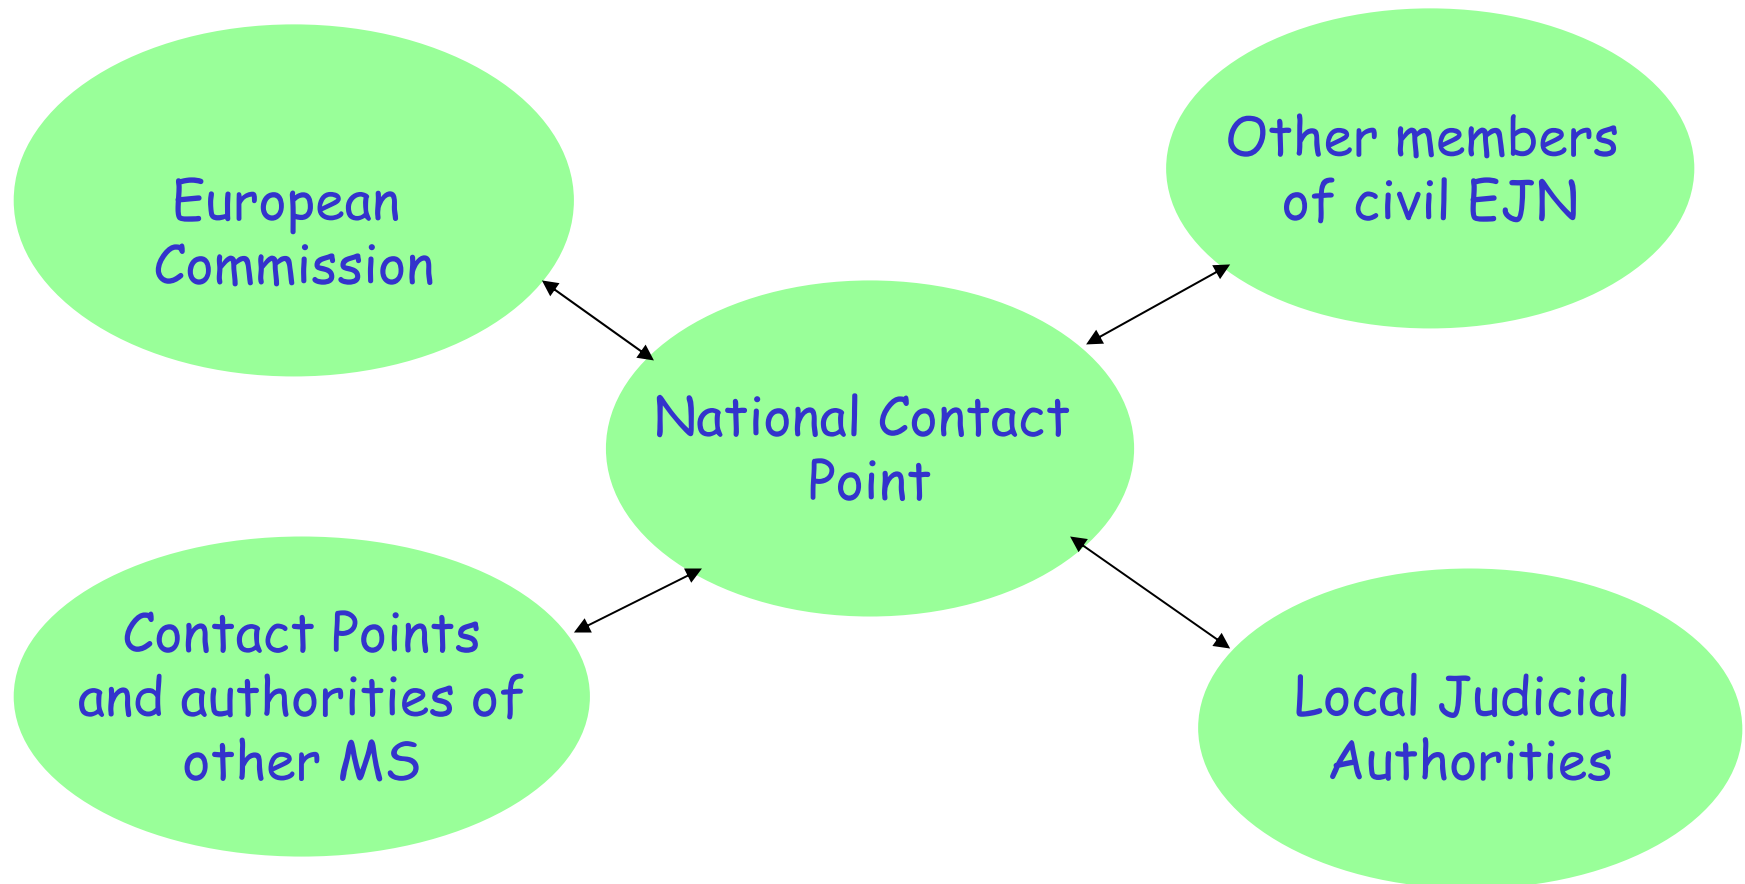 European
Commission
Other members
of civil EJN
National Contact
Point
Contact Points
and authorities of
other MS
Local Judicial
Authorities